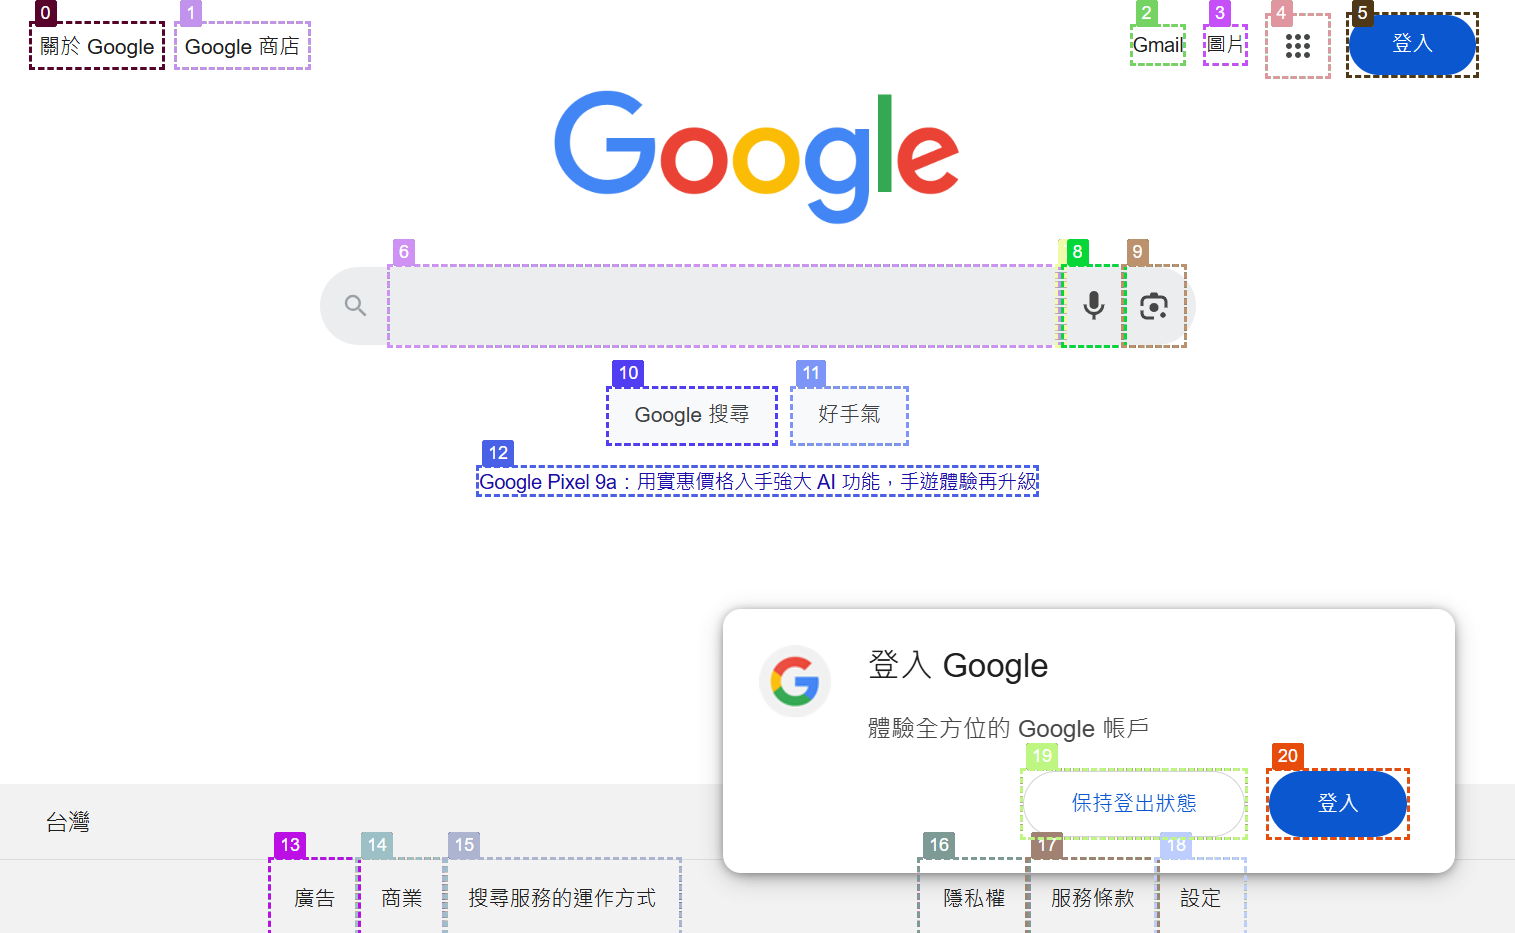 0
1
2
3
4
5
關於 Google
Google 商店
Gmail
圖片
登入
Google
6
8
9
10
11
Google 搜尋
好手氣
12
Google Pixel 9a：用實惠價格入手強大 AI 功能，手遊體驗再升級
登入 Google
體驗全方位的 Google 帳戶
19
20
保持登出狀態
登入
台灣
13
14
15
16
17
18
廣告
商業
搜尋服務的運作方式
隱私權
服務條款
設定